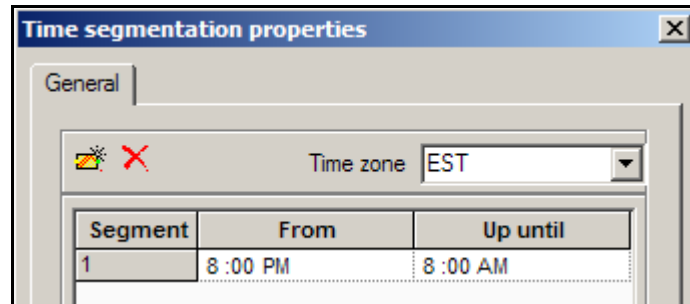 Time segmentation properties
General
Time zone EST
Segment From Up until
1 8 :00 PM 8 :00 AM